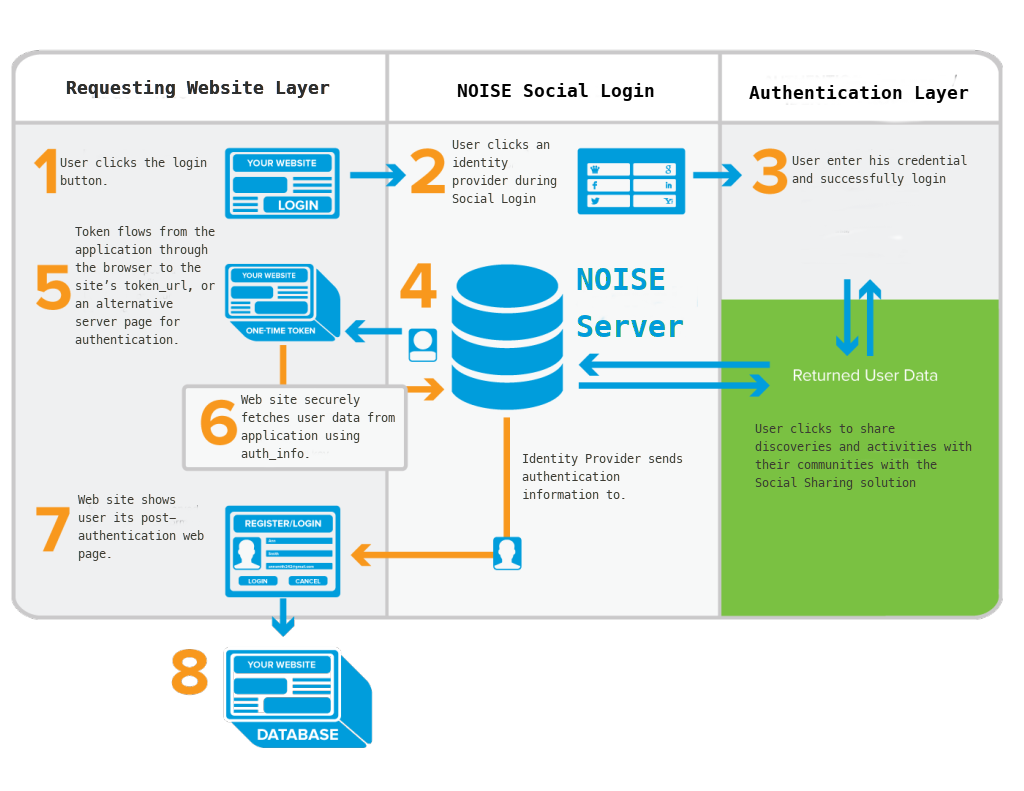 Requesting Website Layer
NOISE Social Login
Authentication Layer
1
User clicks the login
button.
YOUR WEBSITE
LOGIN
2
User clicks an
identity
provider during
Social Login
g
f
in
3
User enter his credential
and successfully login
5
Token flows from the
application through
the browser to the
site’s token_url, or
an alternative
server page for
authentication.
YOUR WEBSITE
ONE-TIME TOKEN
4
NOISE
Server
Returned User Data
User clicks to share
discoveries and activities with
their communities with the
Social Sharing solution
6
Web site securely
fetches user data from
application using
auth_info.
Identity Provider sends
authentication
information to.
7
Web site shows
user its post–
authentication web
page.
REGISTER/LOGIN
LOGIN
CANCEL
8
YOUR WEBSITE
DATABASE